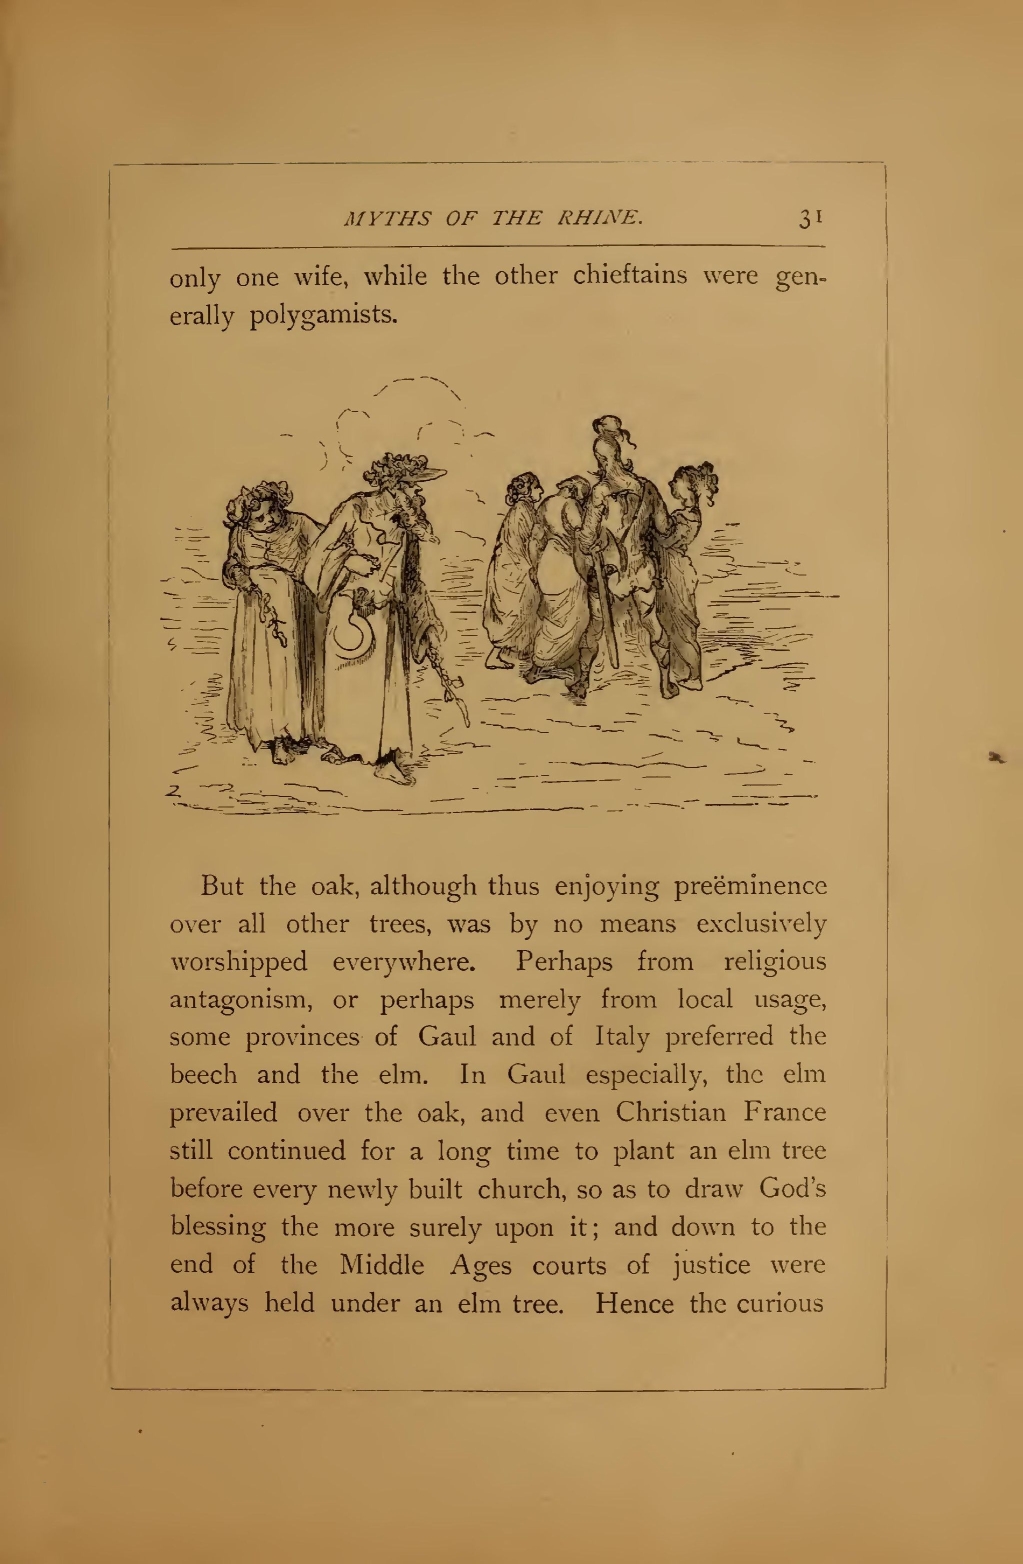 MYTHS OF THE RHINE. 31
only one wife, while the other chieftains were gen-
erally polygamists.
But the oak, although thus enjoying preëminence
over all other trees, was by no means exclusively
worshipped everywhere. Perhaps from religious
antagonism, or perhaps merely from local usage,
some provinces of Gaul and of Italy preferred the
beech and the elm. In Gaul especially, the elm
prevailed over the oak, and even Christian France
still continued for a long time to plant an elm tree
before every newly built church, so as to draw God's
blessing the more surely upon it; and down to the
end of the Middle Ages courts of justice were
always held under an elm tree. Hence the curious